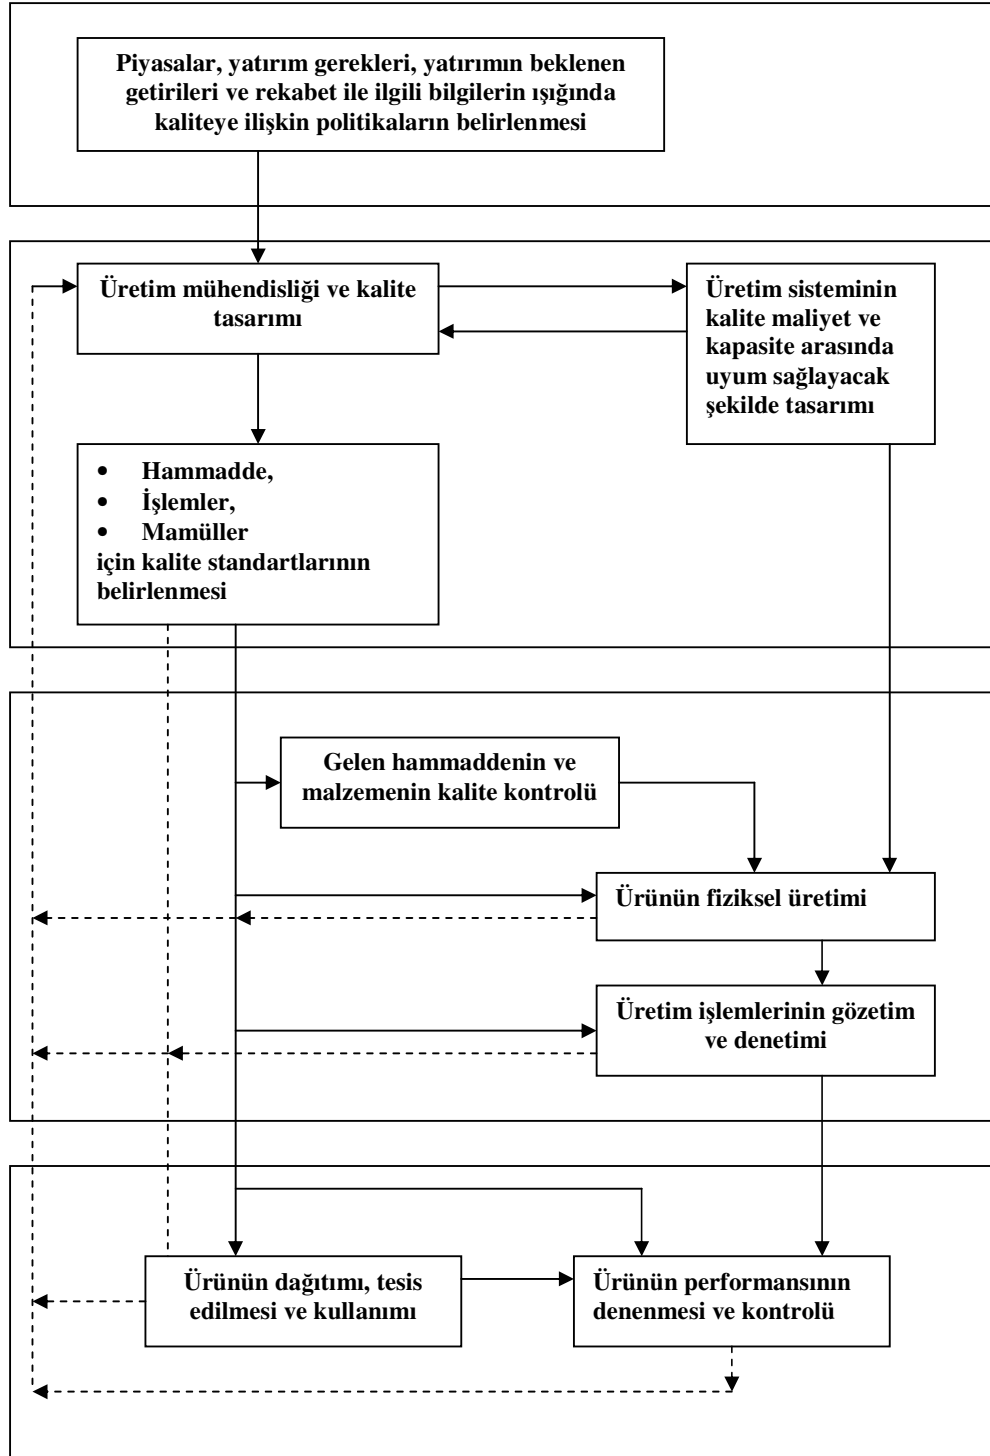 Piyasalar, yatırım gerekleri, yatırımın beklenen
getirileri ve rekabet ile ilgili bilgilerin ışığında
kaliteye ilişkin politikaların belirlenmesi
Üretim mühendisliği ve kalite
tasarımı
Üretim sisteminin
kalite maliyet ve
kapasite arasında
uyum sağlayacak
şekilde tasarımı
• Hammadde,
• İşlemler,
• Mamüller
için kalite standartlarının
belirlenmesi
Gelen hammaddenin ve
malzemenin kalite kontrolü
Ürünün fiziksel üretimi
Üretim işlemlerinin gözetim
ve denetimi
Ürünün dağıtımı, tesis
edilmesi ve kullanımı
Ürünün performansının
denenmesi ve kontrolü